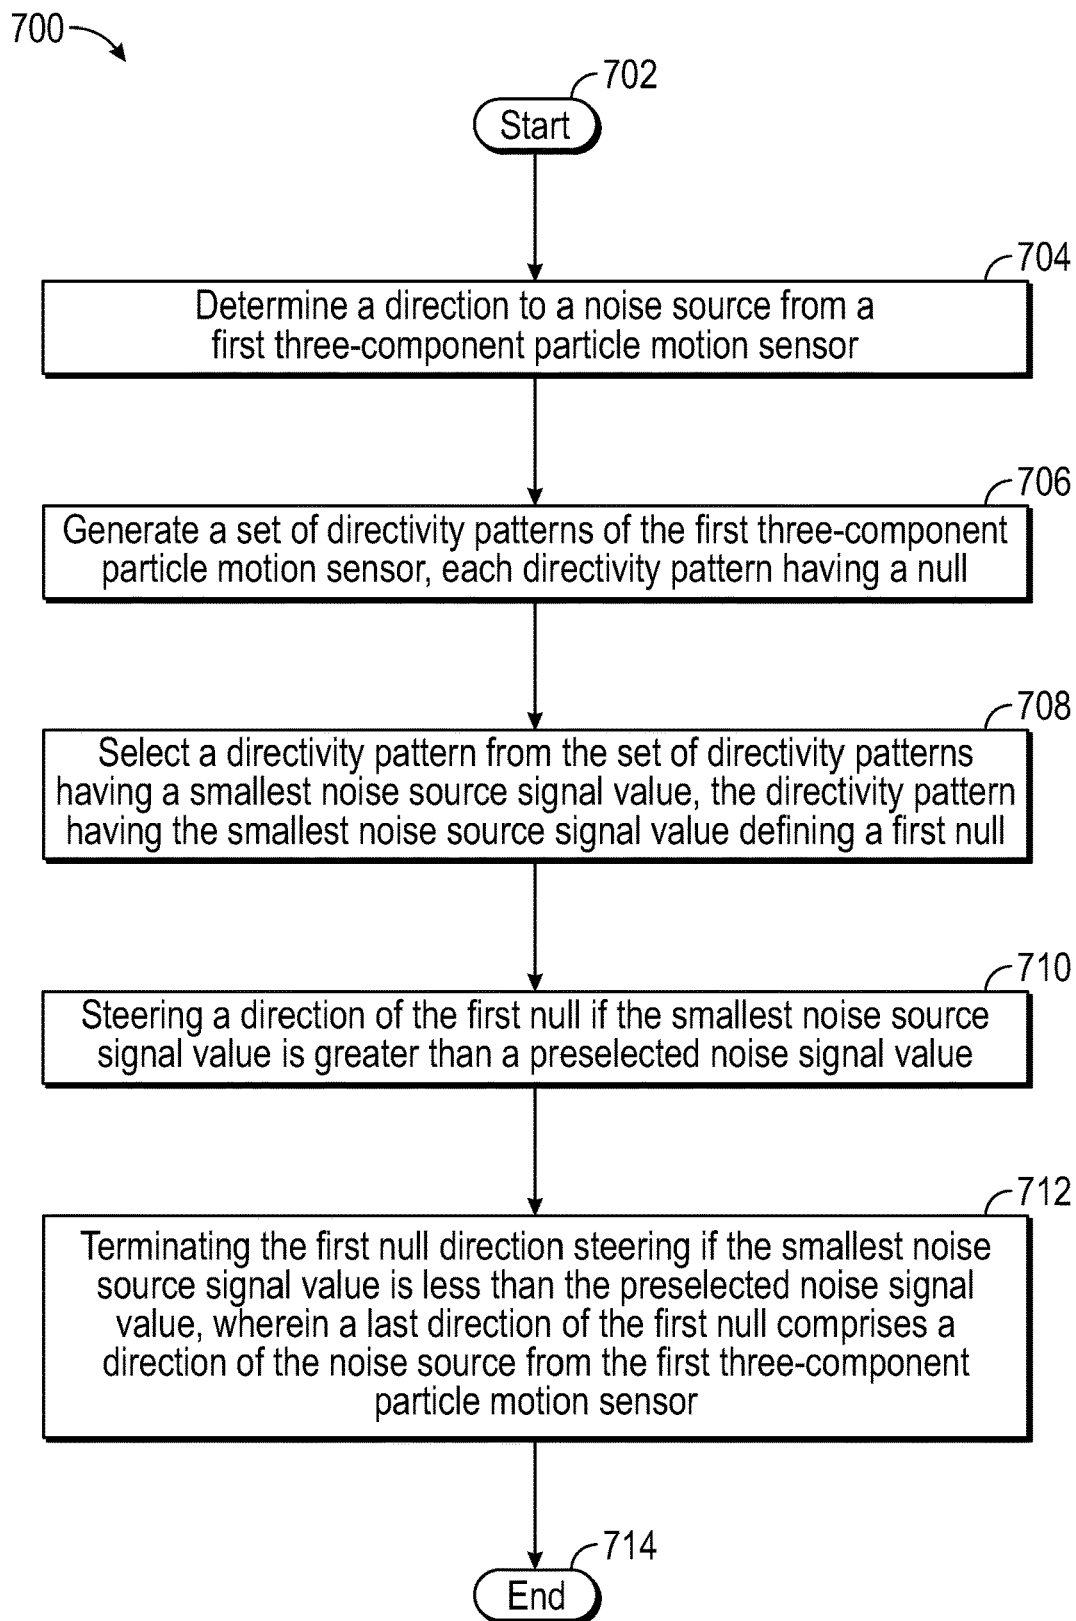 700
702
Start
704
Determine a direction to a noise source from a
first three-component particle motion sensor
706
Generate a set of directivity patterns of the first three-component
particle motion sensor, each directivity pattern having a null
708
Select a directivity pattern from the set of directivity patterns
having a smallest noise source signal value, the directivity pattern
having the smallest noise source signal value defining a first null
710
Steering a direction of the first null if the smallest noise source
signal value is greater than a preselected noise signal value
712
Terminating the first null direction steering if the smallest noise
source signal value is less than the preselected noise signal
value, wherein a last direction of the first null comprises a
direction of the noise source from the first three-component
particle motion sensor
714
End